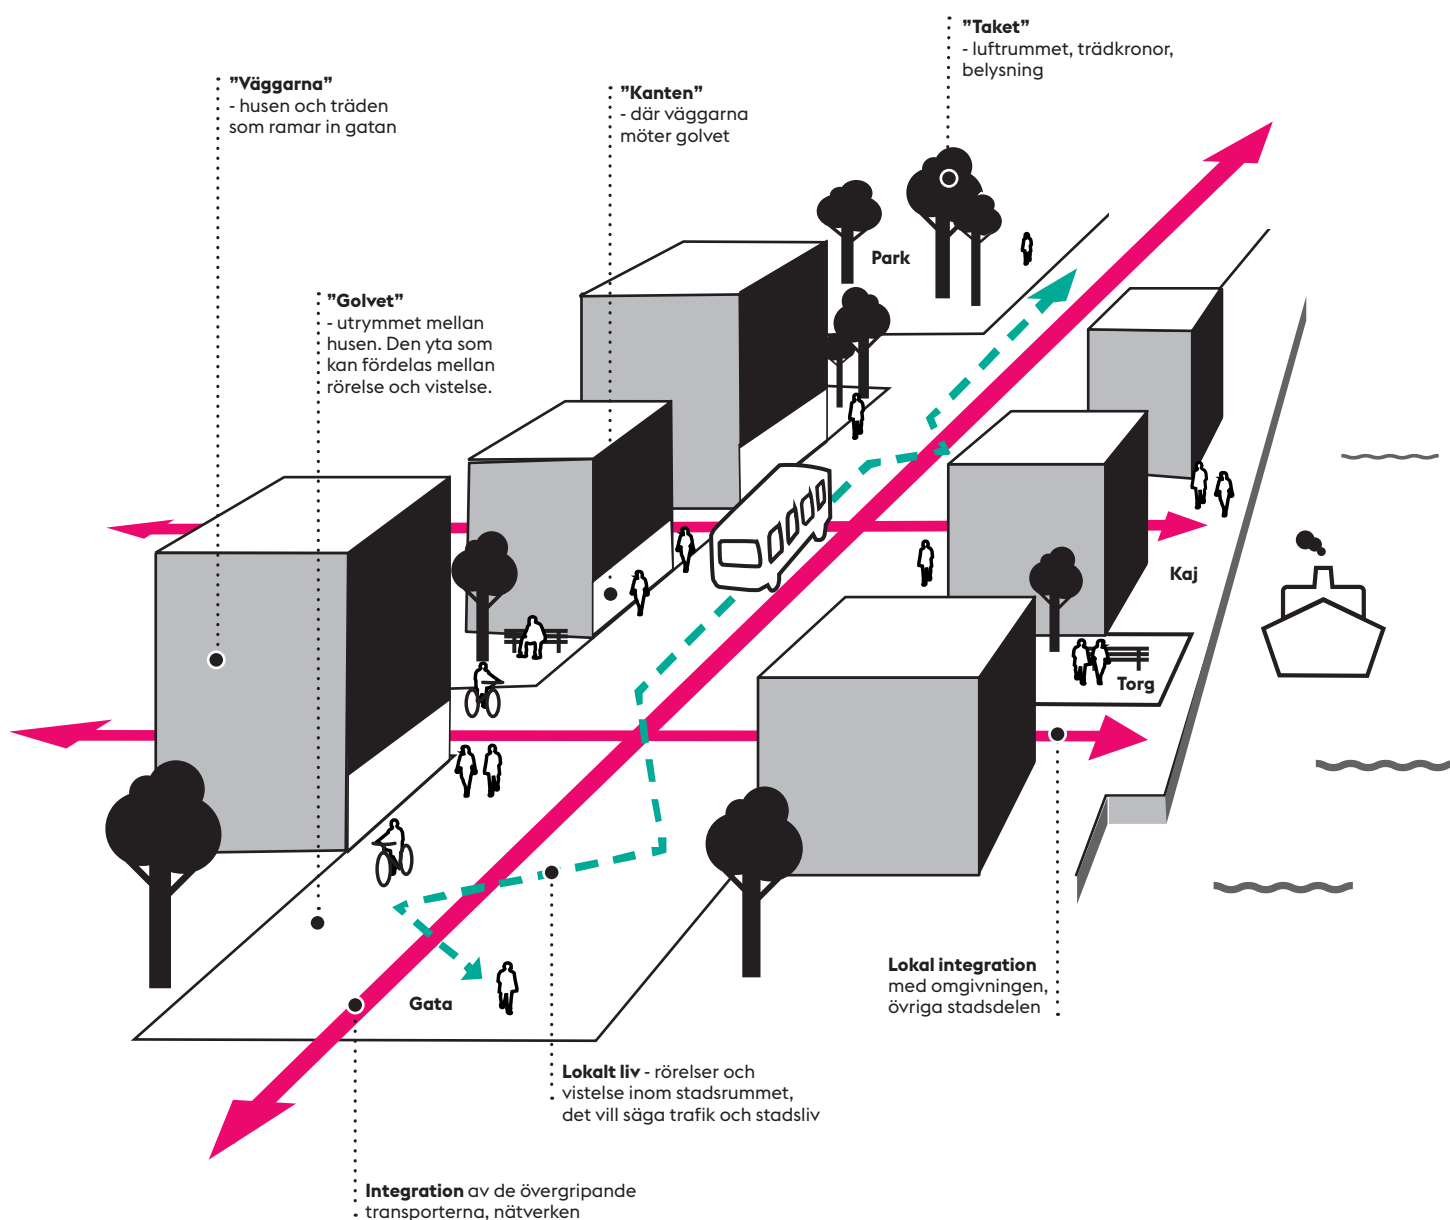 ”Taket”
- luftrummet, trädkronor,
belysning
”Väggarna”
- husen och träden
som ramar in gatan
”Kanten”
- där väggarna
möter golvet
Park
”Golvet”
- utrymmet mellan
husen. Den yta som
kan fördelas mellan
rörelse och vistelse.
Kaj
Torg
Gata
Lokal integration
med omgivningen,
övriga stadsdelen
Lokalt liv - rörelser och
vistelse inom stadsrummet,
det vill säga trafik och stadsliv
Integration av de övergripande
transporterna, nätverken